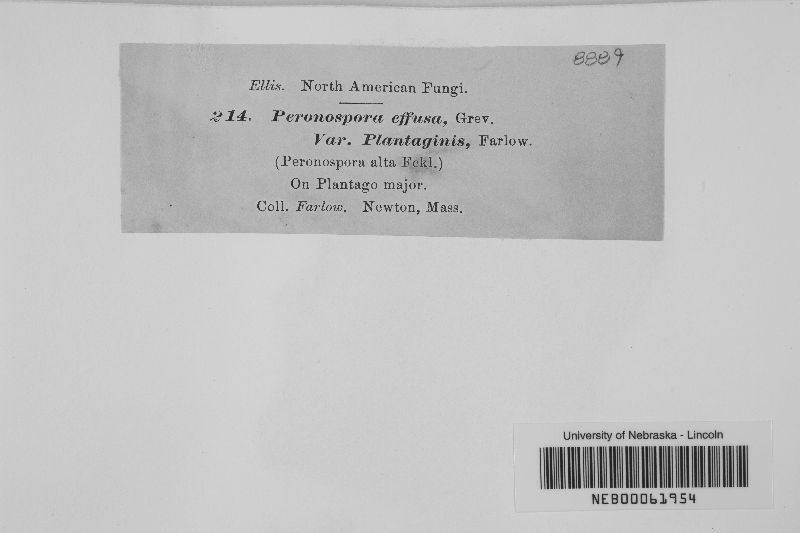 8889
Ellis. North American Fungi.
214. Peronospora effusa, Grev.
Var. Plantaginis, Farlow.
(Peronospora alta Fckl.)
On Plantago major.
Coll. Farlow. Newton, Mass.
University of Nebraska - Lincoln
NEB00061954